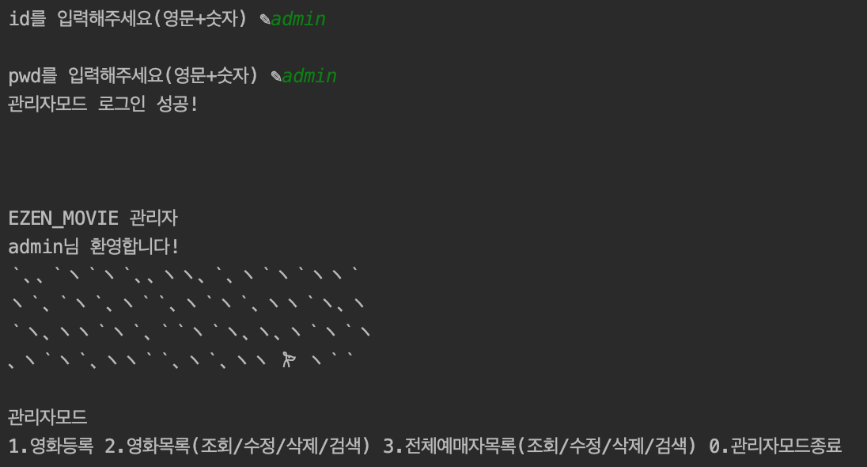 id를 입력해주세요(영문+숫자) ✎admin
pwd를 입력해주세요(영문+숫자) ✎admin
관리자모드 로그인 성공!
EZEN_MOVIE 관리자
admin님 환영합니다!
관리자모드
1.영화등록 2.영화목록(조회/수정/삭제/검색) 3.전체예매자목록(조회/수정/삭제/검색) 0.관리자모드종료